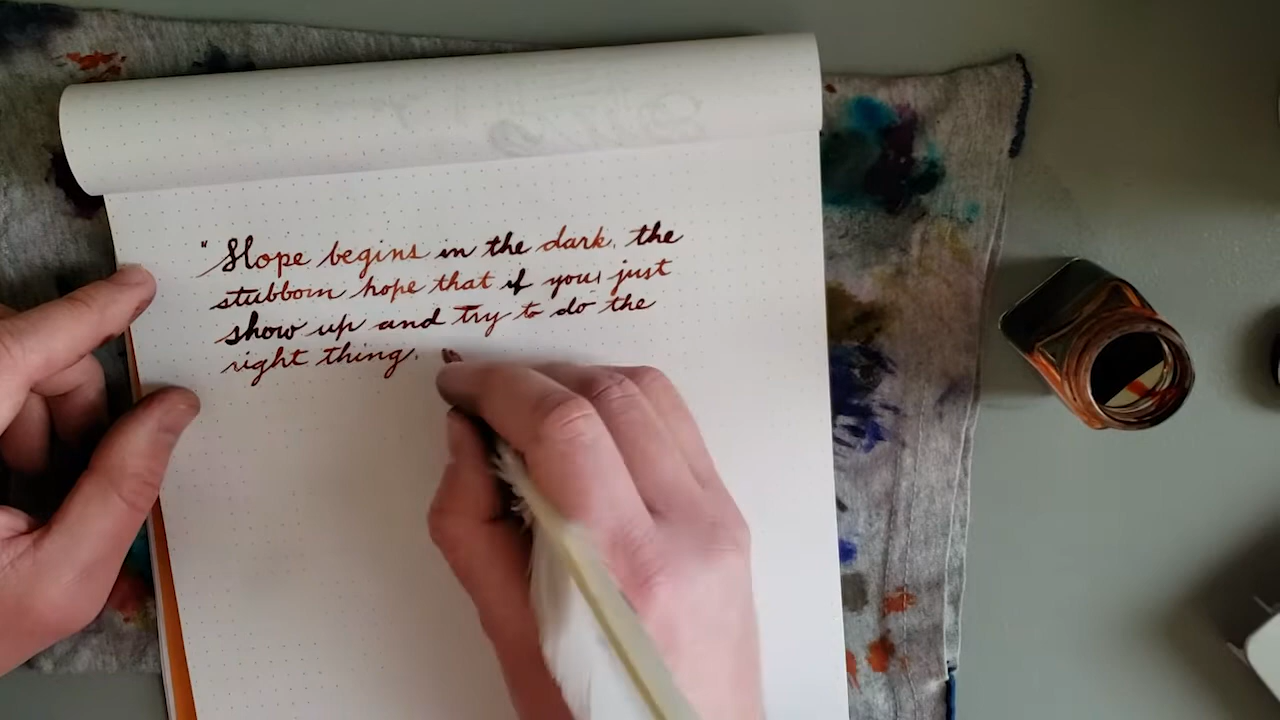 "Hope begins in the dark, the
stubborn hope that if you just
show up and try to do the
right thing,